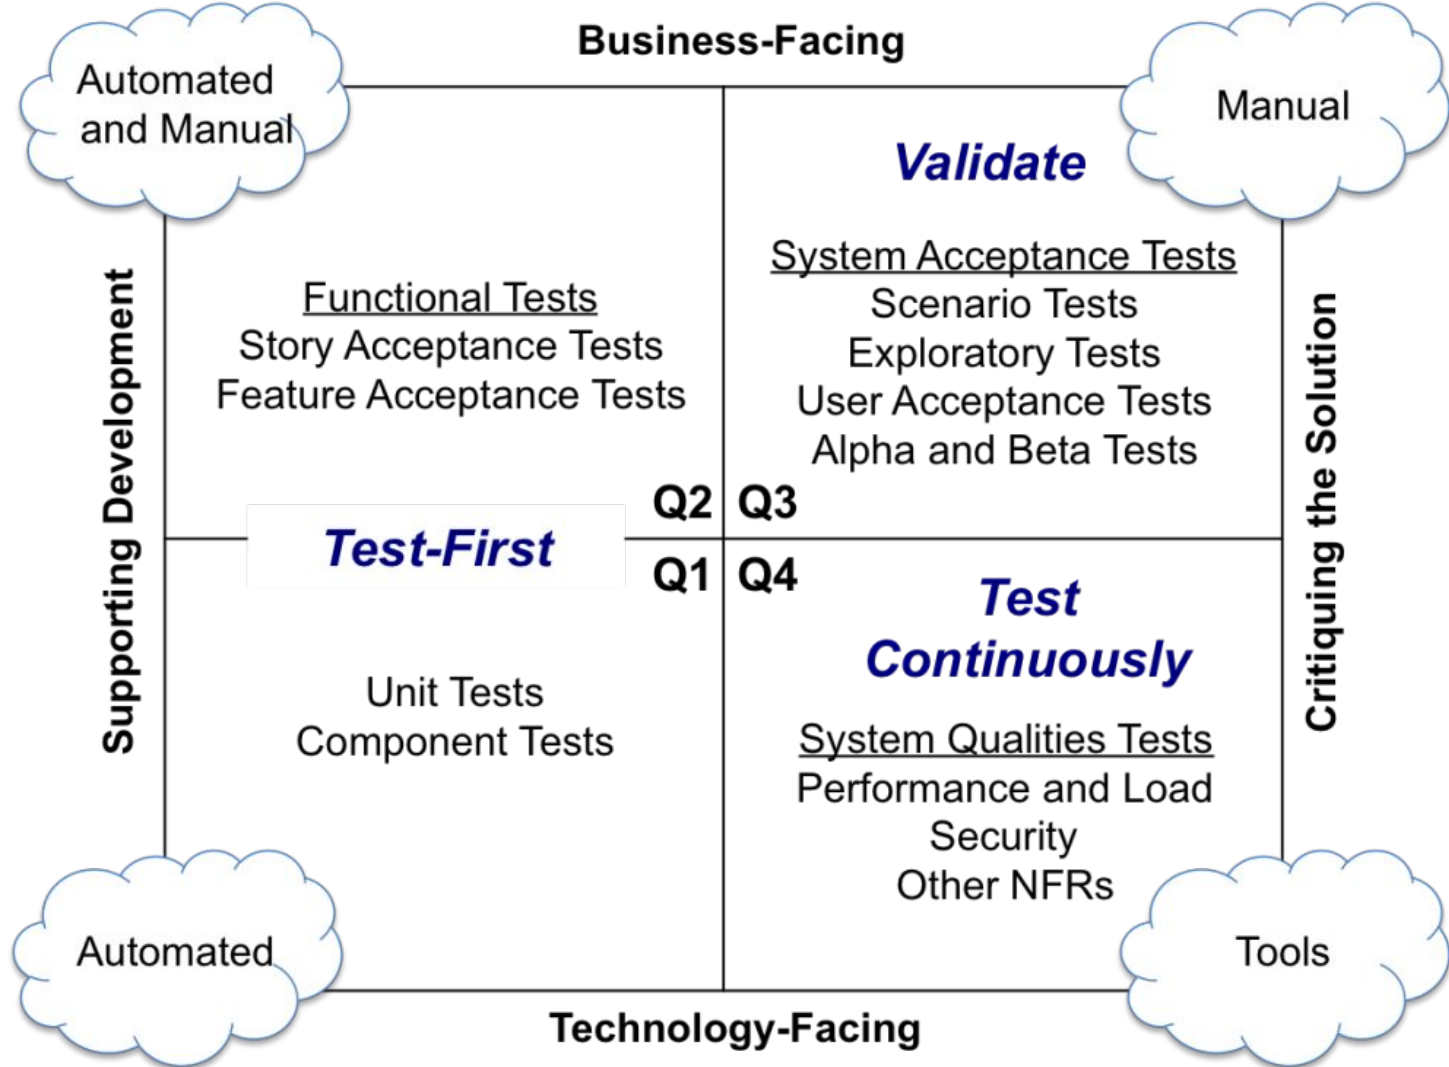 Business-Facing
Automated
and Manual
Manual
Validate
Functional Tests
Story Acceptance Tests
Feature Acceptance Tests
System Acceptance Tests
Scenario Tests
Exploratory Tests
User Acceptance Tests
Alpha and Beta Tests
Supporting Development
Critiquing the Solution
Q2
Q3
Test-First
Q1
Q4
Test
Continuously
Unit Tests
Component Tests
System Qualities Tests
Performance and Load
Security
Other NFRs
Automated
Tools
Technology-Facing